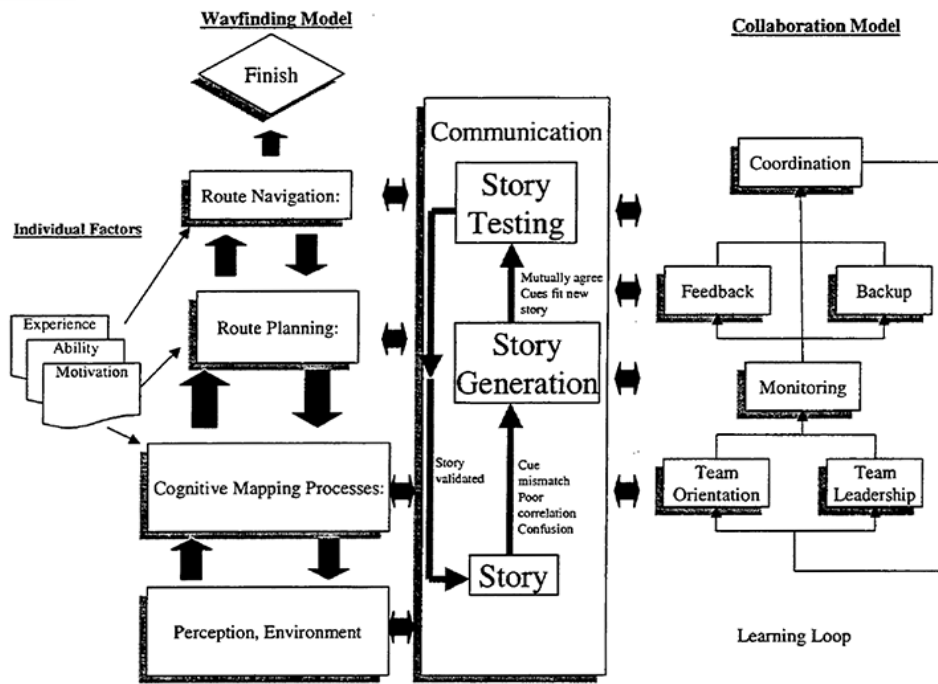 Wayfinding Model
Collaboration Model
Finish
Communication
Coordination
Story
Testing
Route Navigation:
Individual Factors
Mutually agree
Cues fit new
story
Feedback
Backup
Experience
Ability
Motivation
Route Planning:
Story
Generation
Monitoring
Story
validated
Cue
mismatch
Poor
correlation
Confusion
Team
Orientation
Team
Leadership
Cognitive Mapping Processes:
Story
Perception, Environment
Learning Loop